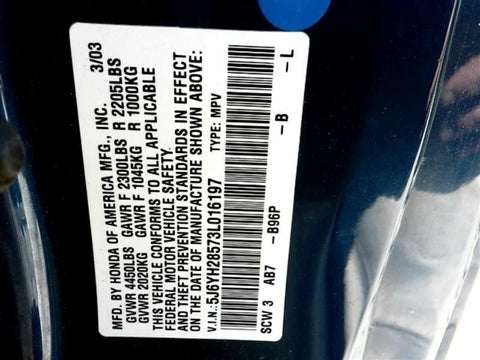 MFD. BY HONDA OF AMERICA MFG., INC. 3/03
GVWR 4450LBS GAWR F 2300LBS R 2205LBS
GVWR 2020KG GAWR F 1045KG R 1000KG
THIS VEHICLE CONFORMS TO ALL APPLICABLE
FEDERAL MOTOR VEHICLE SAFETY.
AND THEFT PREVENTION STANDARDS IN EFFECT
ON THE DATE OF MANUFACTURE SHOWN ABOVE:
V.I.N.: 5J6YH28573L016197 TYPE: MPV
SCW 3 AB7 -B96P -B -L